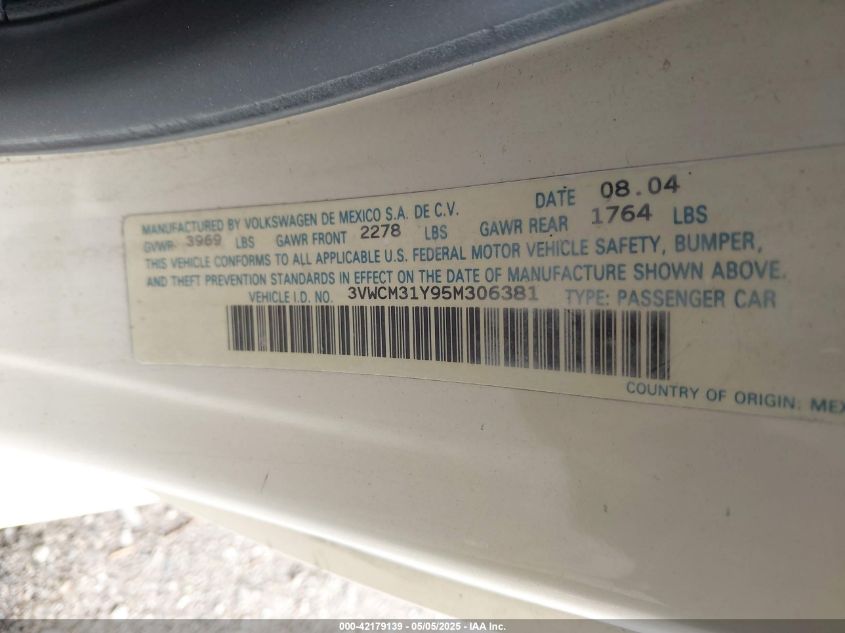 DATE 08.04
MANUFACTURED BY VOLKSWAGEN DE MEXICO S.A. DE C.V.
GVWR 3969 LBS GAWR FRONT 2278 LBS GAWR REAR 1764 LBS
THIS VEHICLE CONFORMS TO ALL APPLICABLE U.S. FEDERAL MOTOR VEHICLE SAFETY, BUMPER,
AND THEFT PREVENTION STANDARDS IN EFFECT ON THE DATE OF MANUFACTURE SHOWN ABOVE.
VEHICLE I.D. NO. 3VWCM31Y95M306381 TYPE: PASSENGER CAR
COUNTRY OF ORIGIN: MEX
000-42179139 - 05/05/2025 - IAA Inc.